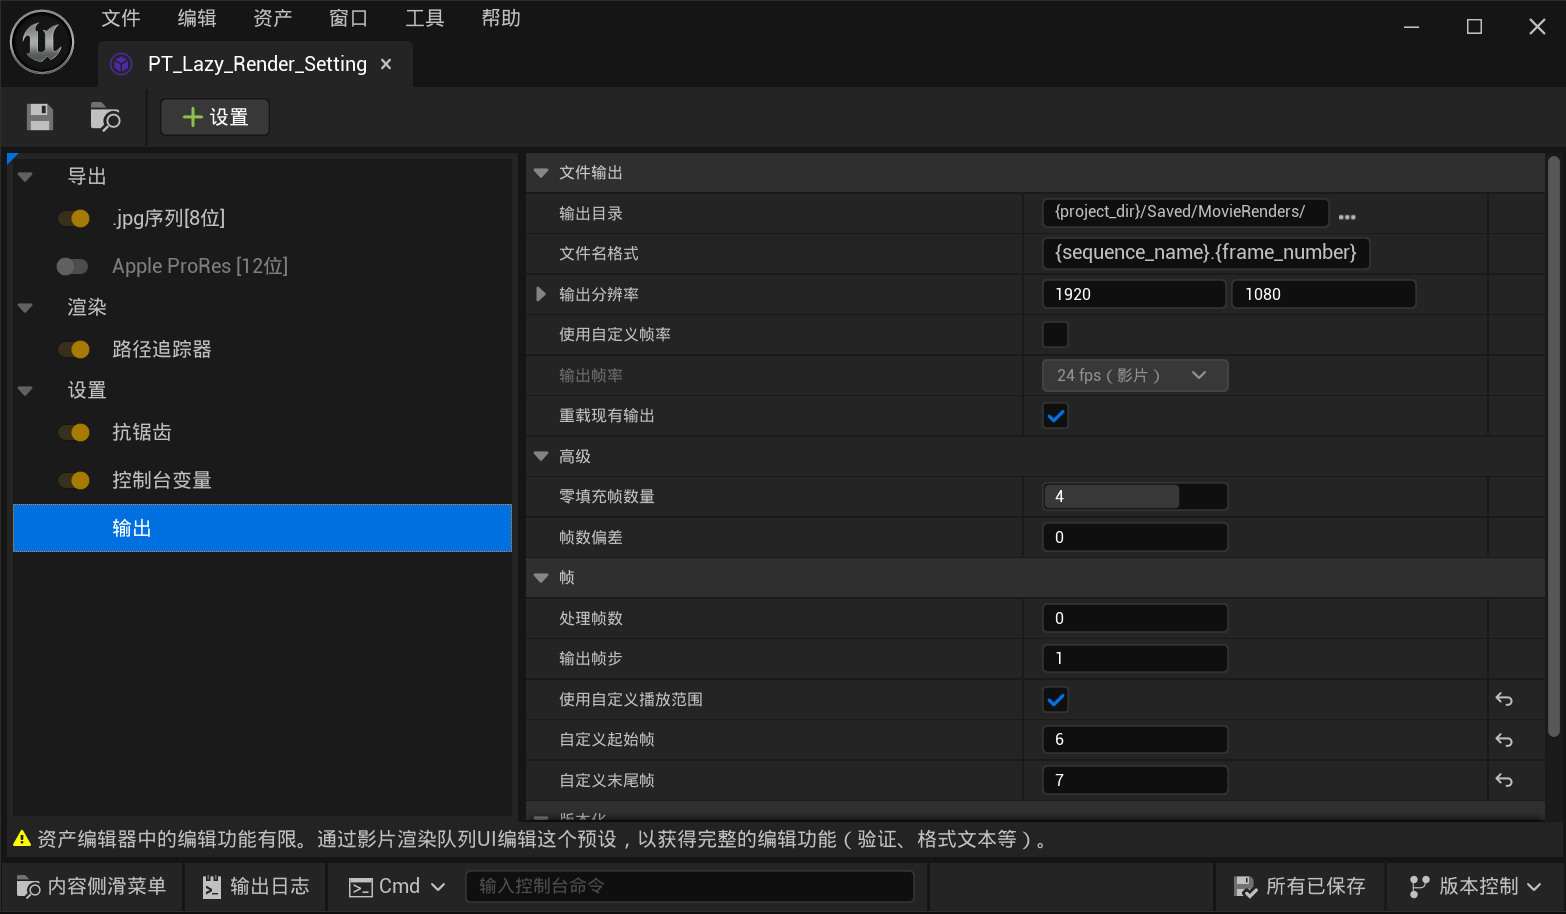 文件 编辑 资产 窗口 工具 帮助
PT_Lazy_Render_Setting
设置
导出
.jpg序列[8位]
Apple ProRes [12位]
渲染
路径追踪器
设置
抗锯齿
控制台变量
输出
文件输出
输出目录 {project_dir}/Saved/MovieRenders/
文件名格式 {sequence_name}.{frame_number}
输出分辨率 1920 1080
使用自定义帧率
输出帧率 24 fps（影片）
重载现有输出
高级
零填充帧数量 4
帧数偏差 0
帧
处理帧数 0
输出帧步 1
使用自定义播放范围
自定义起始帧 6
自定义末尾帧 7
版本化
资产编辑器中的编辑功能有限。通过影片渲染队列UI编辑这个预设，以获得完整的编辑功能（验证、格式文本等）。
内容侧滑菜单 输出日志 Cmd 输入控制台命令 所有已保存 版本控制